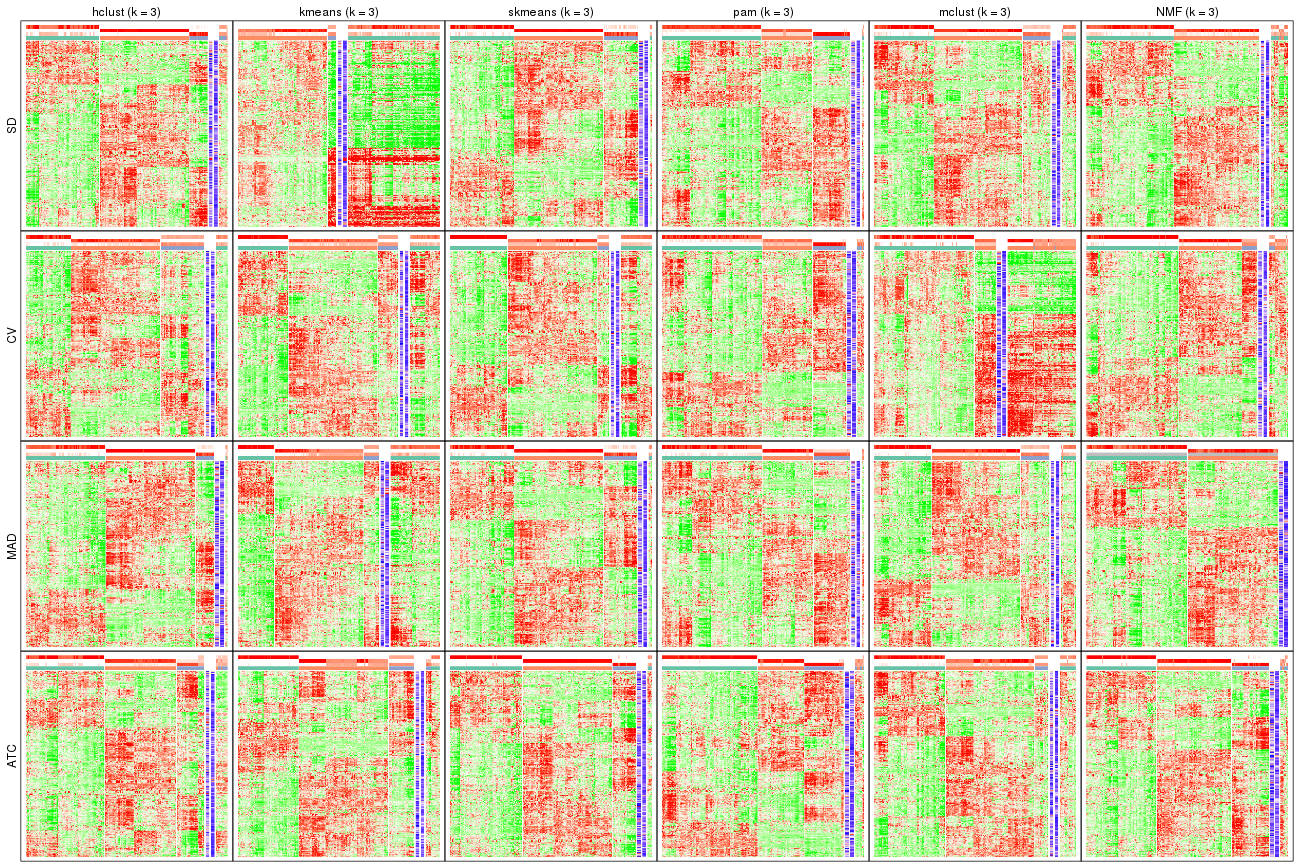 hclust (k = 3)
kmeans (k = 3)
skmeans (k = 3)
pam (k = 3)
mclust (k = 3)
NMF (k = 3)
SD
CV
MAD
ATC